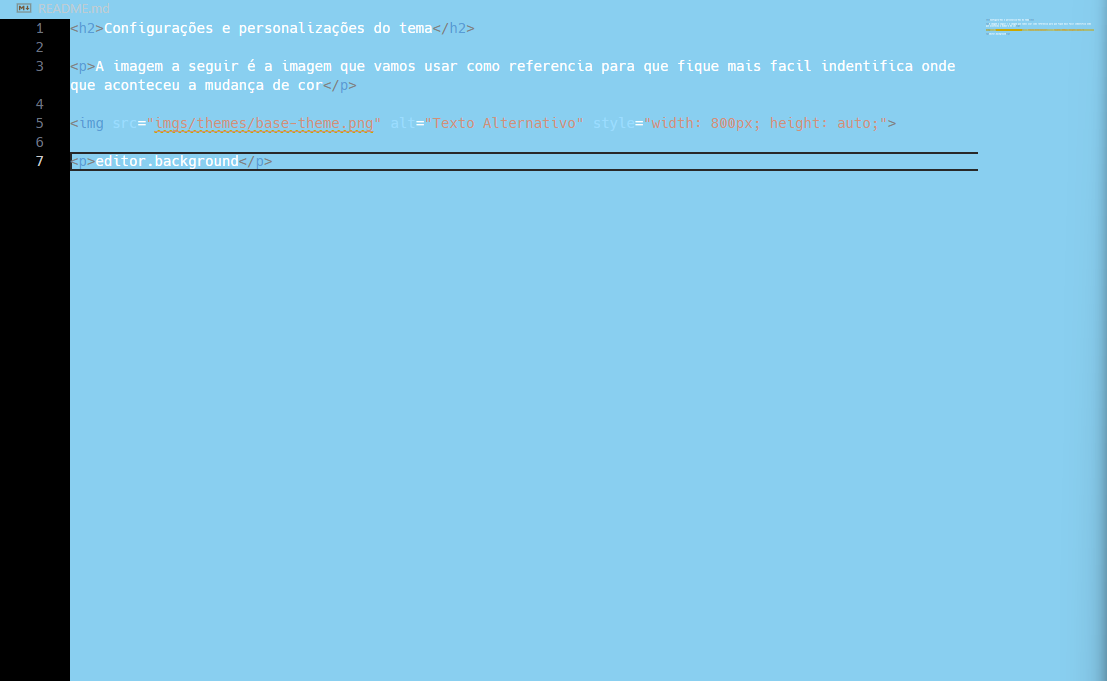 README.md
1 <h2>Configurações e personalizações do tema</h2>
2
3 <p>A imagem a seguir é a imagem que vamos usar como referencia para que fique mais facil indentifica onde
que aconteceu a mudança de cor</p>
4
5 <img src="imgs/themes/base-theme.png" alt="Texto Alternativo" style="width: 800px; height: auto;">
6
7 <p>editor.background</p>